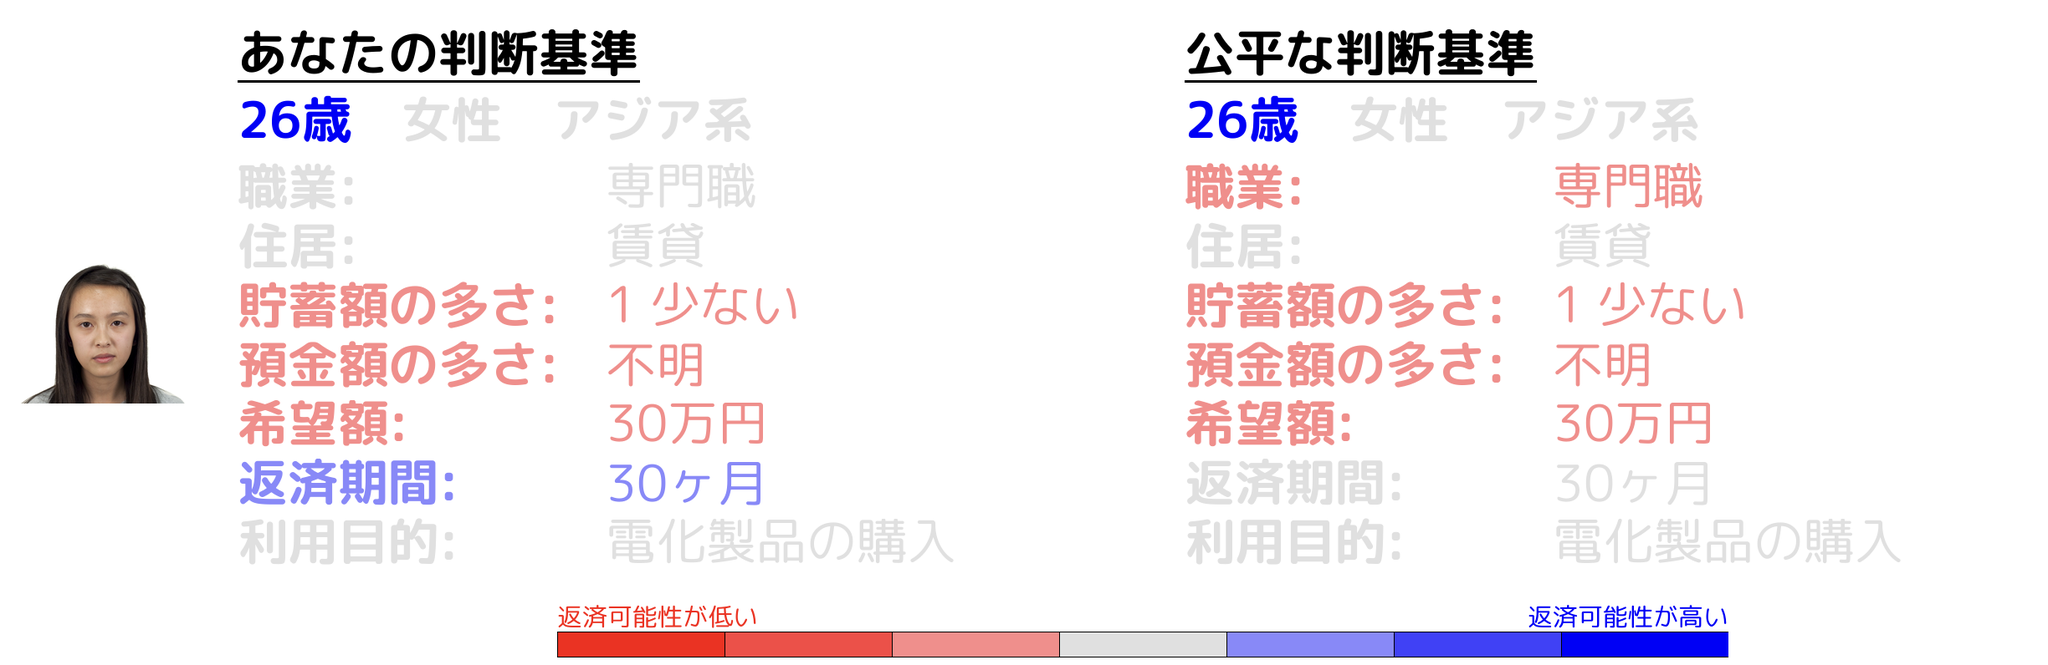 あなたの判断基準
26歳 女性 アジア系
職業: 専門職
住居: 賃貸
貯蓄額の多さ: 1 少ない
預金額の多さ: 不明
希望額: 30万円
返済期間: 30ヶ月
利用目的: 電化製品の購入
公平な判断基準
26歳 女性 アジア系
職業: 専門職
住居: 賃貸
貯蓄額の多さ: 1 少ない
預金額の多さ: 不明
希望額: 30万円
返済期間: 30ヶ月
利用目的: 電化製品の購入
返済可能性が低い
返済可能性が高い